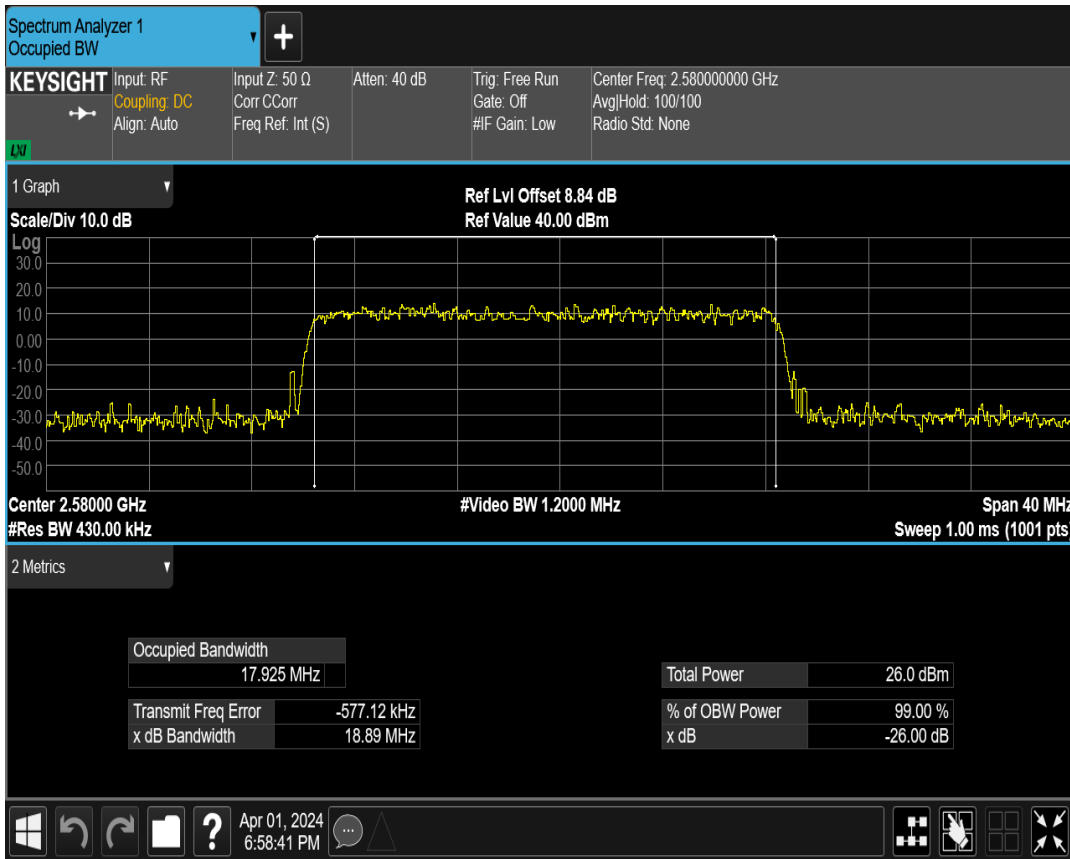 Spectrum Analyzer 1
Occupied BW
KEYSIGHT
LXI
Input: RF
Coupling: DC
Align: Auto
Input Z: 50 Ω
Corr CCorr
Freq Ref: Int (S)
Atten: 40 dB
Trig: Free Run
Gate: Off
#IF Gain: Low
Center Freq: 2.580000000 GHz
Avg|Hold: 100/100
Radio Std: None
1 Graph
Scale/Div 10.0 dB
Ref Lvl Offset 8.84 dB
Ref Value 40.00 dBm
Log
30.0
20.0
10.0
0.00
-10.0
-20.0
-30.0
-40.0
-50.0
Center 2.58000 GHz
#Video BW 1.2000 MHz
Span 40 MHz
#Res BW 430.00 kHz
Sweep 1.00 ms (1001 pts)
2 Metrics
Occupied Bandwidth
17.925 MHz
Total Power 26.0 dBm
Transmit Freq Error -577.12 kHz
% of OBW Power 99.00 %
x dB Bandwidth 18.89 MHz
x dB -26.00 dB
?
Apr 01, 2024
6:58:41 PM